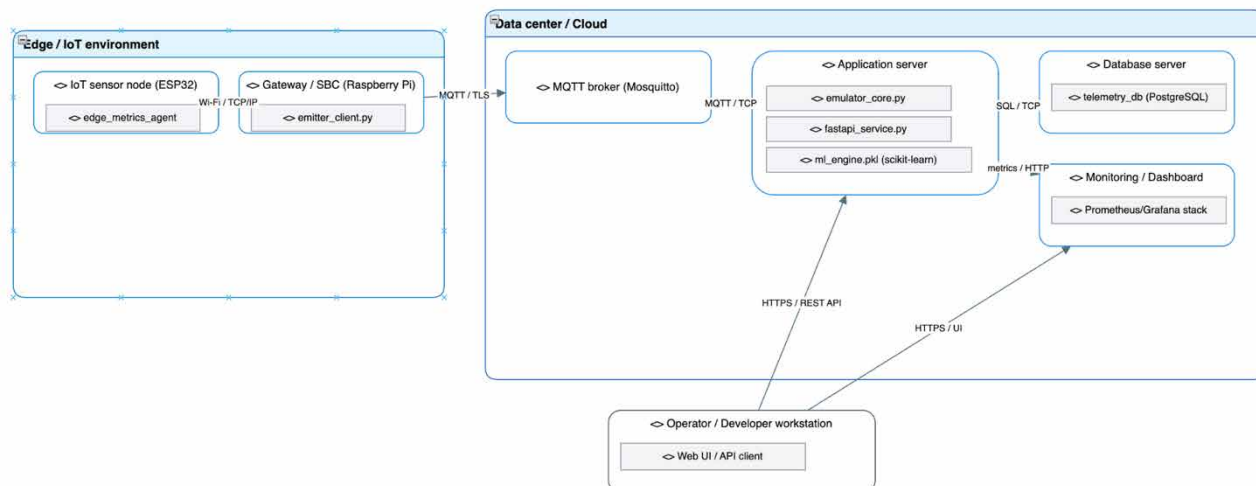 Edge / IoT environment
<> IoT sensor node (ESP32)
<> edge_metrics_agent
Wi-Fi / TCP/IP
<> Gateway / SBC (Raspberry Pi)
<> emitter_client.py
MQTT / TLS
Data center / Cloud
<> MQTT broker (Mosquitto)
MQTT / TCP
<> Application server
<> emulator_core.py
<> fastapi_service.py
<> ml_engine.pkl (scikit-learn)
SQL / TCP
<> Database server
<> telemetry_db (PostgreSQL)
metrics / HTTP
<> Monitoring / Dashboard
<> Prometheus/Grafana stack
HTTPS / REST API
HTTPS / UI
<> Operator / Developer workstation
<> Web UI / API client